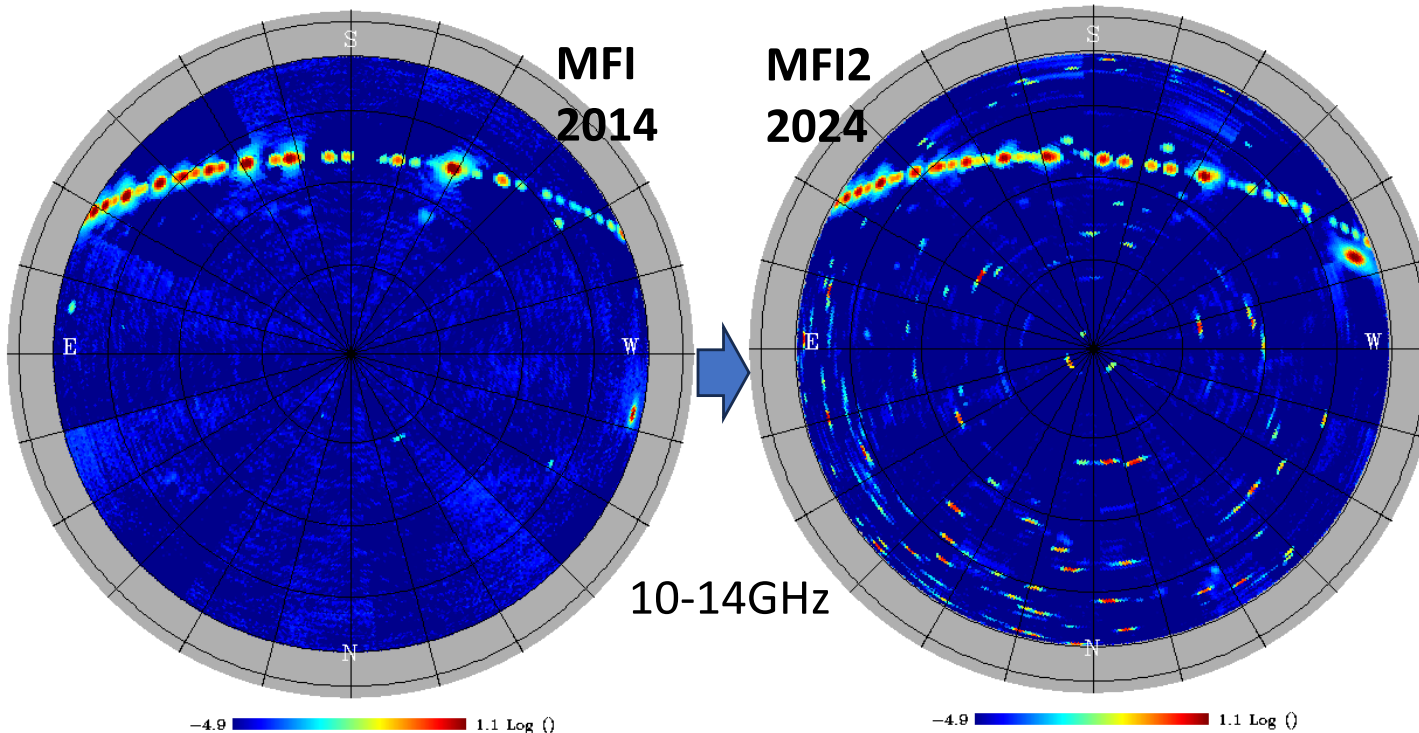 MFI
2014
MFI2
2024
S
S
E
W
E
W
10-14GHz
N
N
−4.9 1.1 Log ()
−4.9 1.1 Log ()